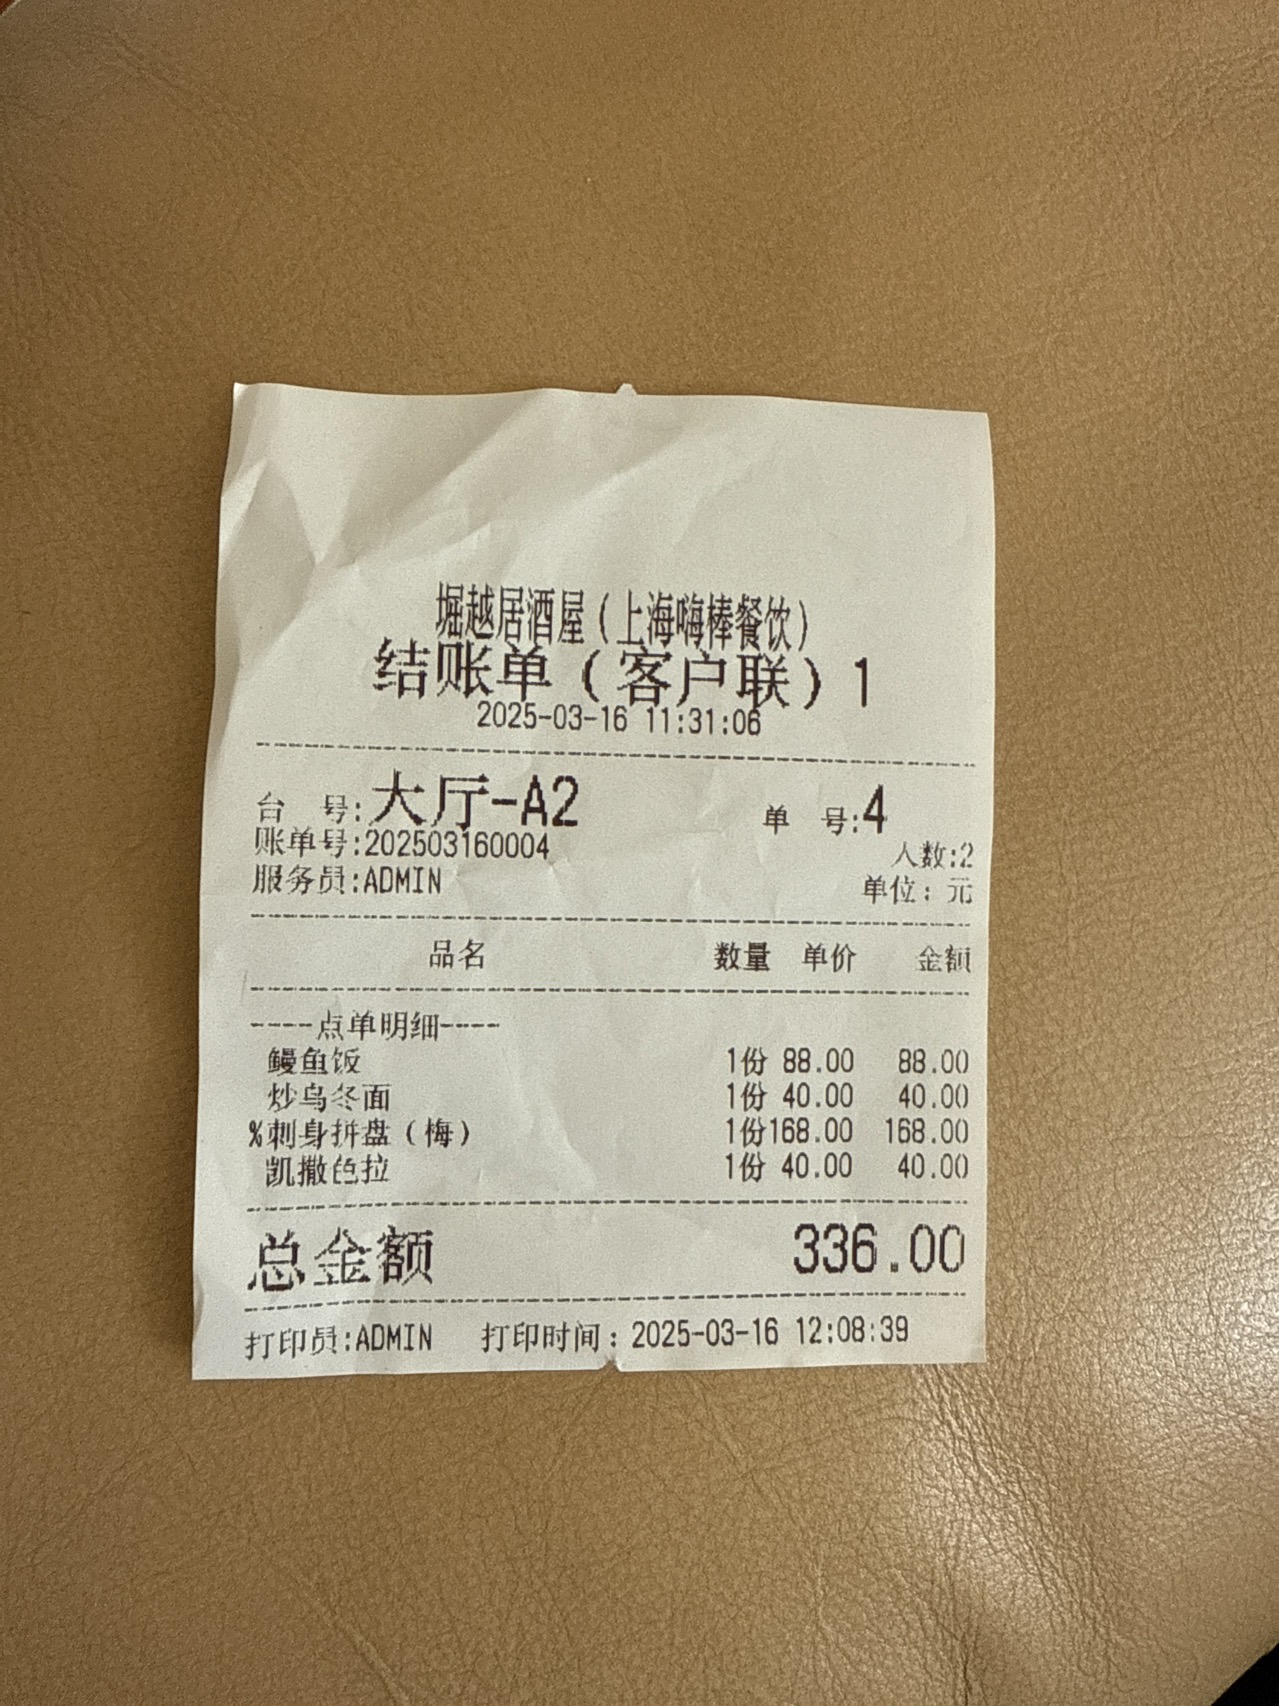 堀越居酒屋(上海嗨棒餐饮)
结账单(客户联)1
2025-03-16 11:31:06
台 号:大厅-A2 单 号:4
账单号:202503160004 人数:2
服务员:ADMIN 单位:元
品名 数量 单价 金额
----点单明细----
鳗鱼饭 1份 88.00 88.00
炒乌冬面 1份 40.00 40.00
%刺身拼盘(梅) 1份168.00 168.00
凯撒色拉 1份 40.00 40.00
总金额 336.00
打印员:ADMIN 打印时间:2025-03-16 12:08:39